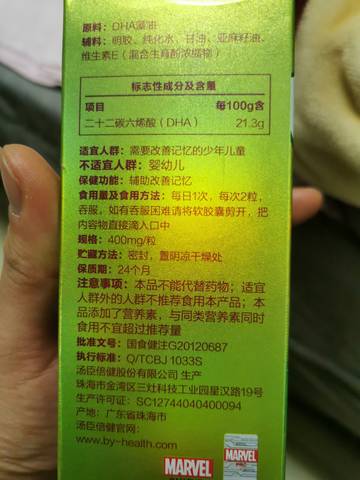 原料：DHA藻油
辅料：明胶、纯化水、甘油、亚麻籽油、
维生素E（混合生育酚浓缩物）
标志性成分及含量
项目 每100g含
二十二碳六烯酸（DHA） 21.3g
适宜人群：需要改善记忆的少年儿童
不适宜人群：婴幼儿
保健功能：辅助改善记忆
食用量及食用方法：每日1次，每次2粒，
吞服，如有吞服困难请将软胶囊剪开，把
内容物直接滴入口中
规格：400mg/粒
贮藏方法：密封，置阴凉干燥处
保质期：24个月
注意事项：本品不能代替药物；适宜
人群外的人群不推荐食用本产品；本
品添加了营养素，与同类营养素同时
食用不宜超过推荐量
批准文号：国食健注G20120687
执行标准：Q/TCBJ 1033S
汤臣倍健股份有限公司 生产
珠海市金湾区三灶科技工业园星汉路19号
生产许可证：SC12744040400094
产地：广东省珠海市
汤臣倍健官网：
www.by-health.com
MARVEL
MARVEL